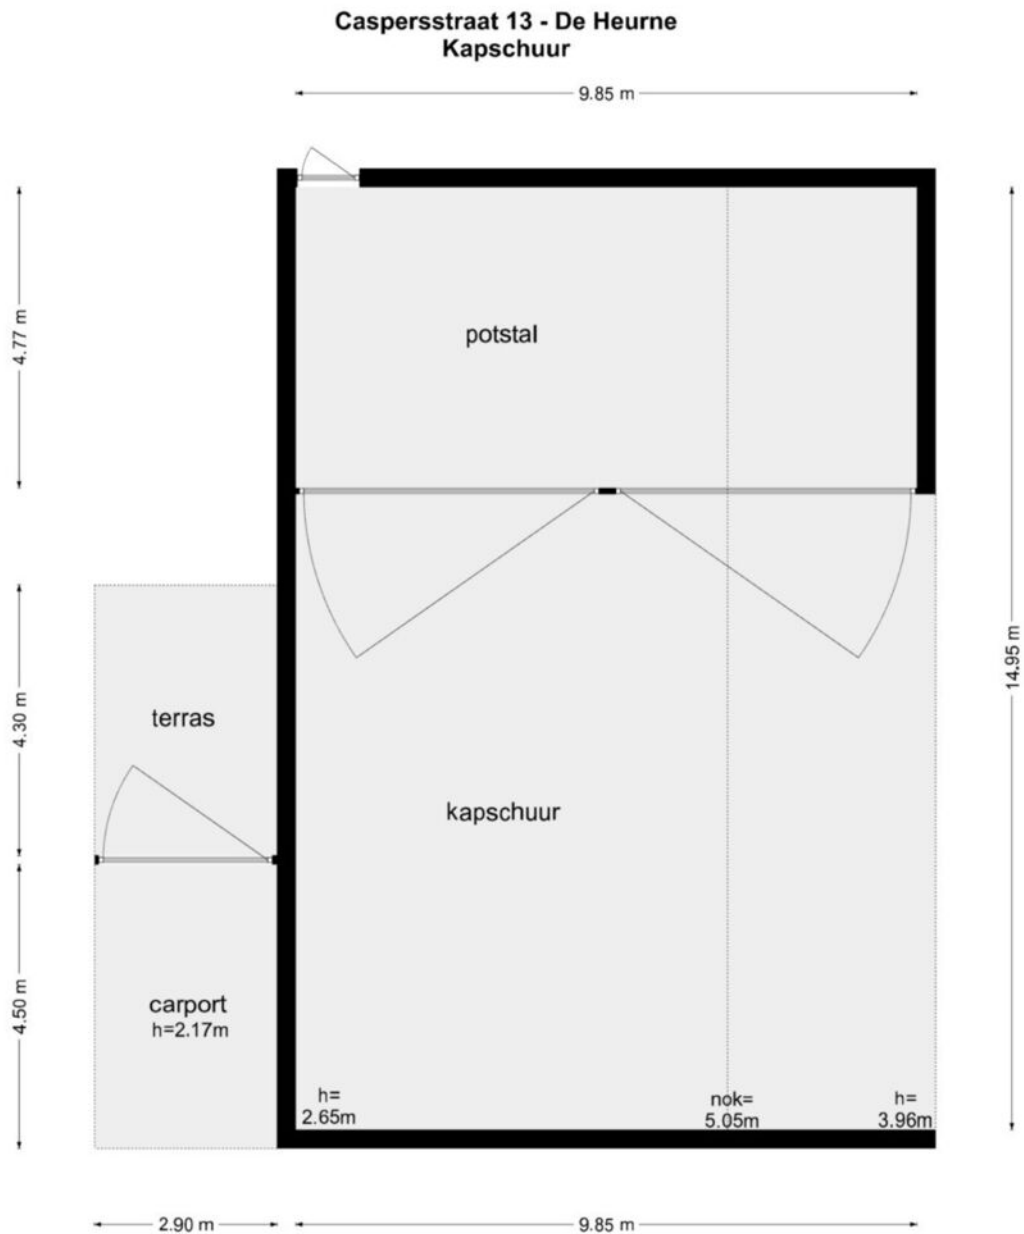 Caspersstraat 13 - De Heurne
Kapschuur
9.85 m
4.77 m
potstal
14.95 m
4.30 m
terras
kapschuur
4.50 m
carport
h=2.17m
h=
2.65m
nok=
5.05m
h=
3.96m
2.90 m
9.85 m